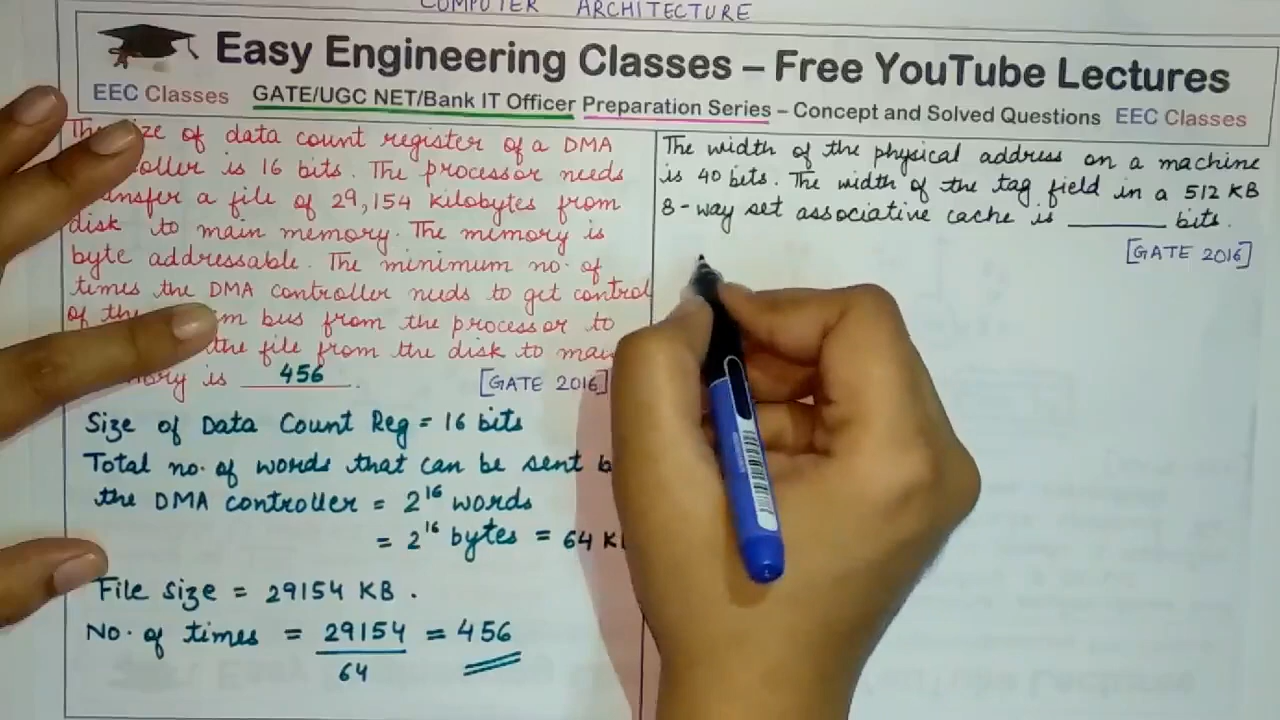 COMPUTER ARCHITECTURE
Easy Engineering Classes – Free YouTube Lectures
EEC Classes GATE/UGC NET/Bank IT Officer Preparation Series – Concept and Solved Questions EEC Classes
size of data count register of a DMA
is 16 bits. The processor needs
a file of 29,154 kilobytes from
disk to main memory. The memory is
byte addressable. The minimum no. of
times the DMA controller needs to get control
of the bus from the processor to
the file from the disk to
is 456.
[GATE 2016]
Size of Data Count Reg = 16 bits
Total no. of words that can be sent
the DMA controller = 2^16 words
= 2^16 bytes = 64
File size = 29154 KB.
No. of times = 29154 / 64 = 456
The width of the physical address on a machine
is 40 bits. The width of the tag field in a 512 KB
8-way set associative cache is ________ bits.
[GATE 2016]